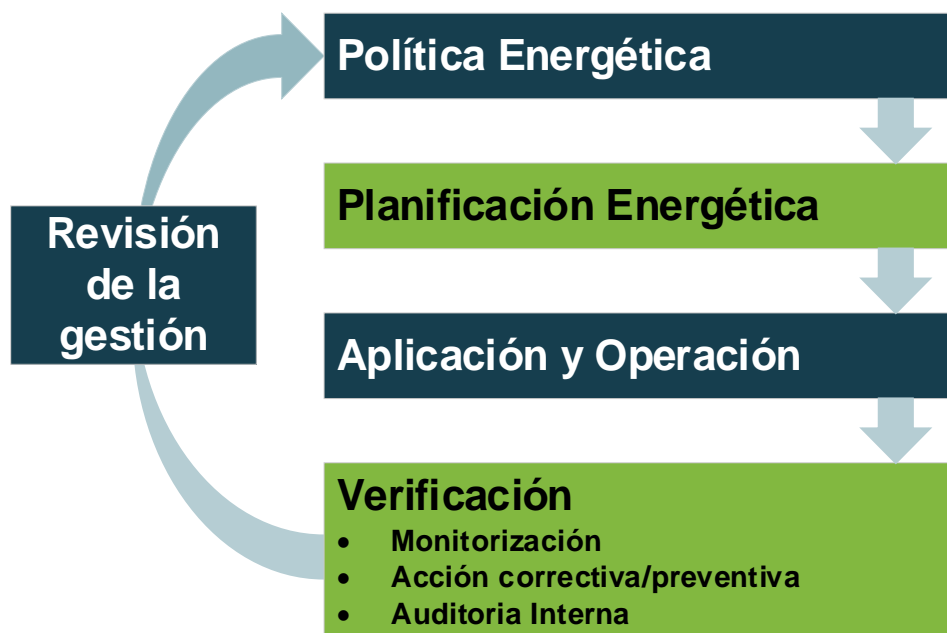 Política Energética
Planificación Energética
Revisión
de la
gestión
Aplicación y Operación
Verificación
• Monitorización
• Acción correctiva/preventiva
• Auditoria Interna